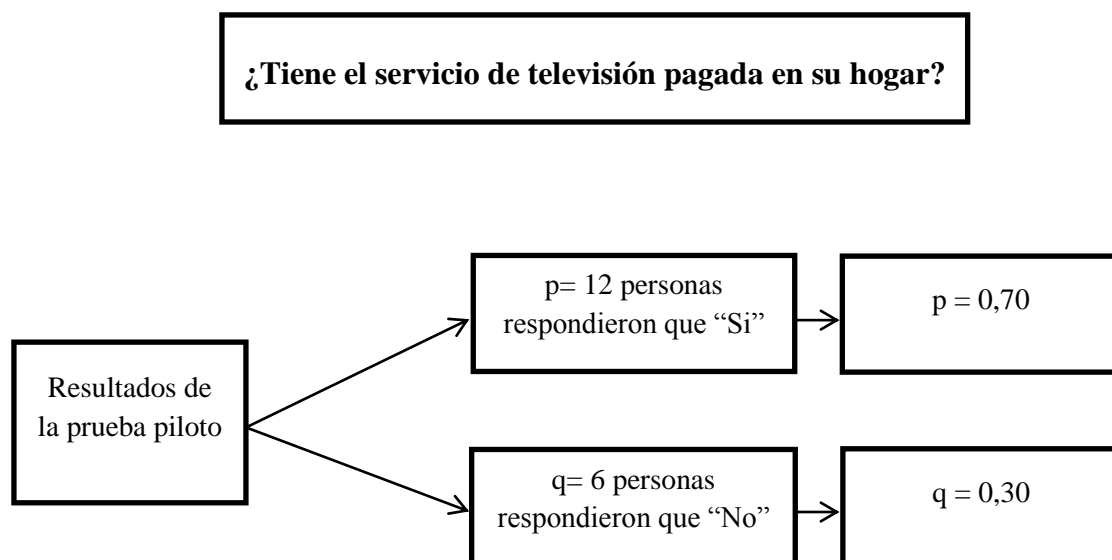 ¿Tiene el servicio de televisión pagada en su hogar?
p= 12 personas
respondieron que “Si”
p = 0,70
Resultados de
la prueba piloto
q= 6 personas
respondieron que “No”
q = 0,30